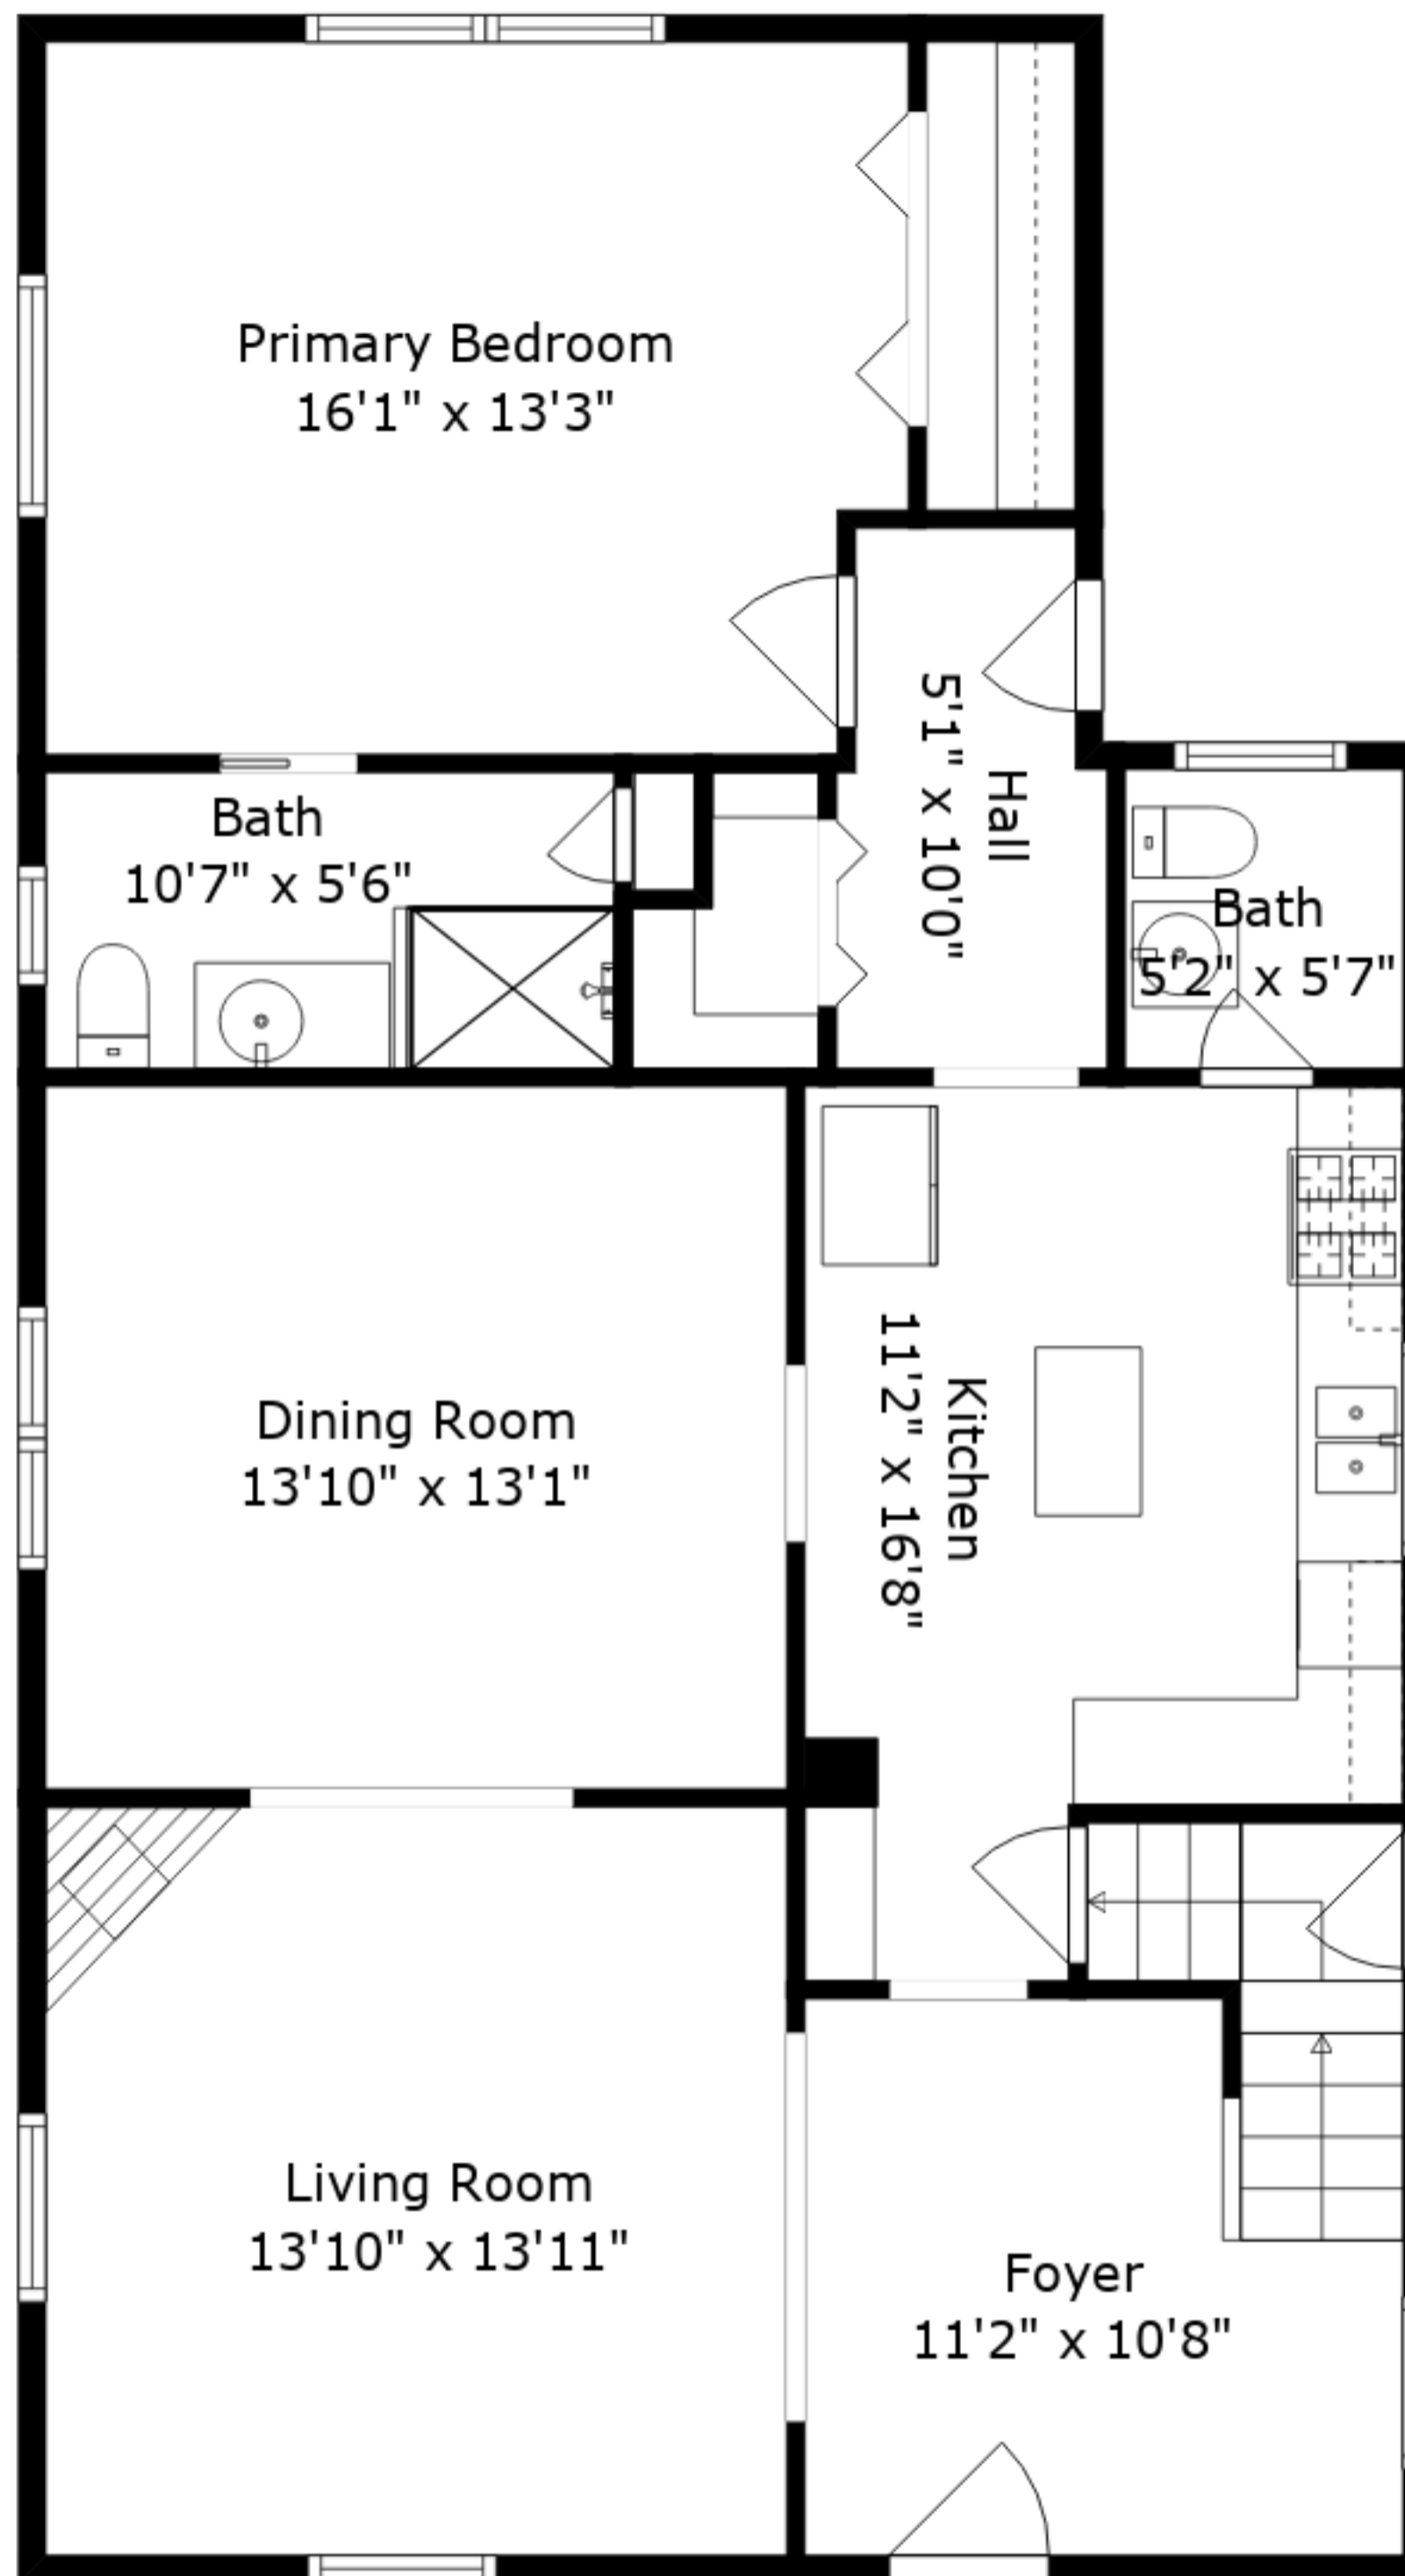 Primary Bedroom
16'1" x 13'3"
Hall
5'1" x 10'0"
Bath
10'7" x 5'6"
Bath
5'2" x 5'7"
Kitchen
11'2" x 16'8"
Dining Room
13'10" x 13'1"
Living Room
13'10" x 13'11"
Foyer
11'2" x 10'8"